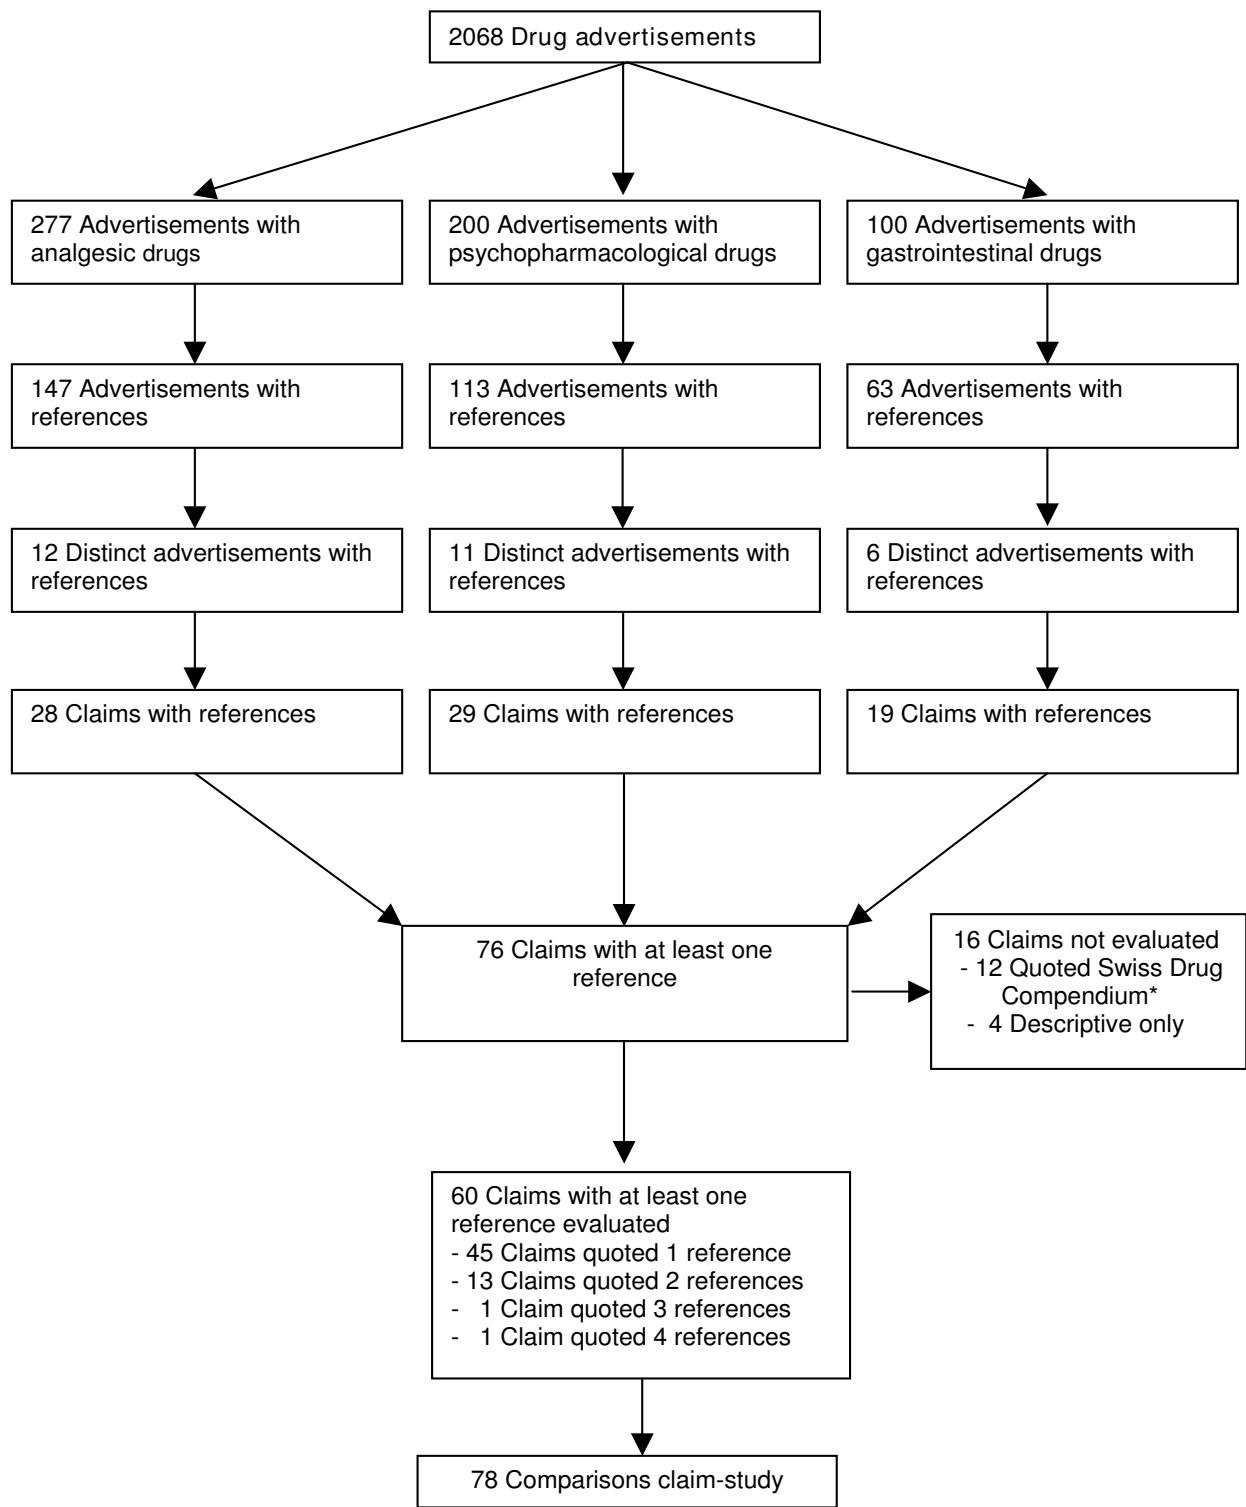 2068 Drug advertisements
277 Advertisements with
analgesic drugs
200 Advertisements with
psychopharmacological drugs
100 Advertisements with
gastrointestinal drugs
147 Advertisements with
references
113 Advertisements with
references
63 Advertisements with
references
12 Distinct advertisements with
references
11 Distinct advertisements with
references
6 Distinct advertisements with
references
28 Claims with references
29 Claims with references
19 Claims with references
76 Claims with at least one
reference
16 Claims not evaluated
- 12 Quoted Swiss Drug
Compendium*
- 4 Descriptive only
60 Claims with at least one
reference evaluated
- 45 Claims quoted 1 reference
- 13 Claims quoted 2 references
- 1 Claim quoted 3 references
- 1 Claim quoted 4 references
78 Comparisons claim-study